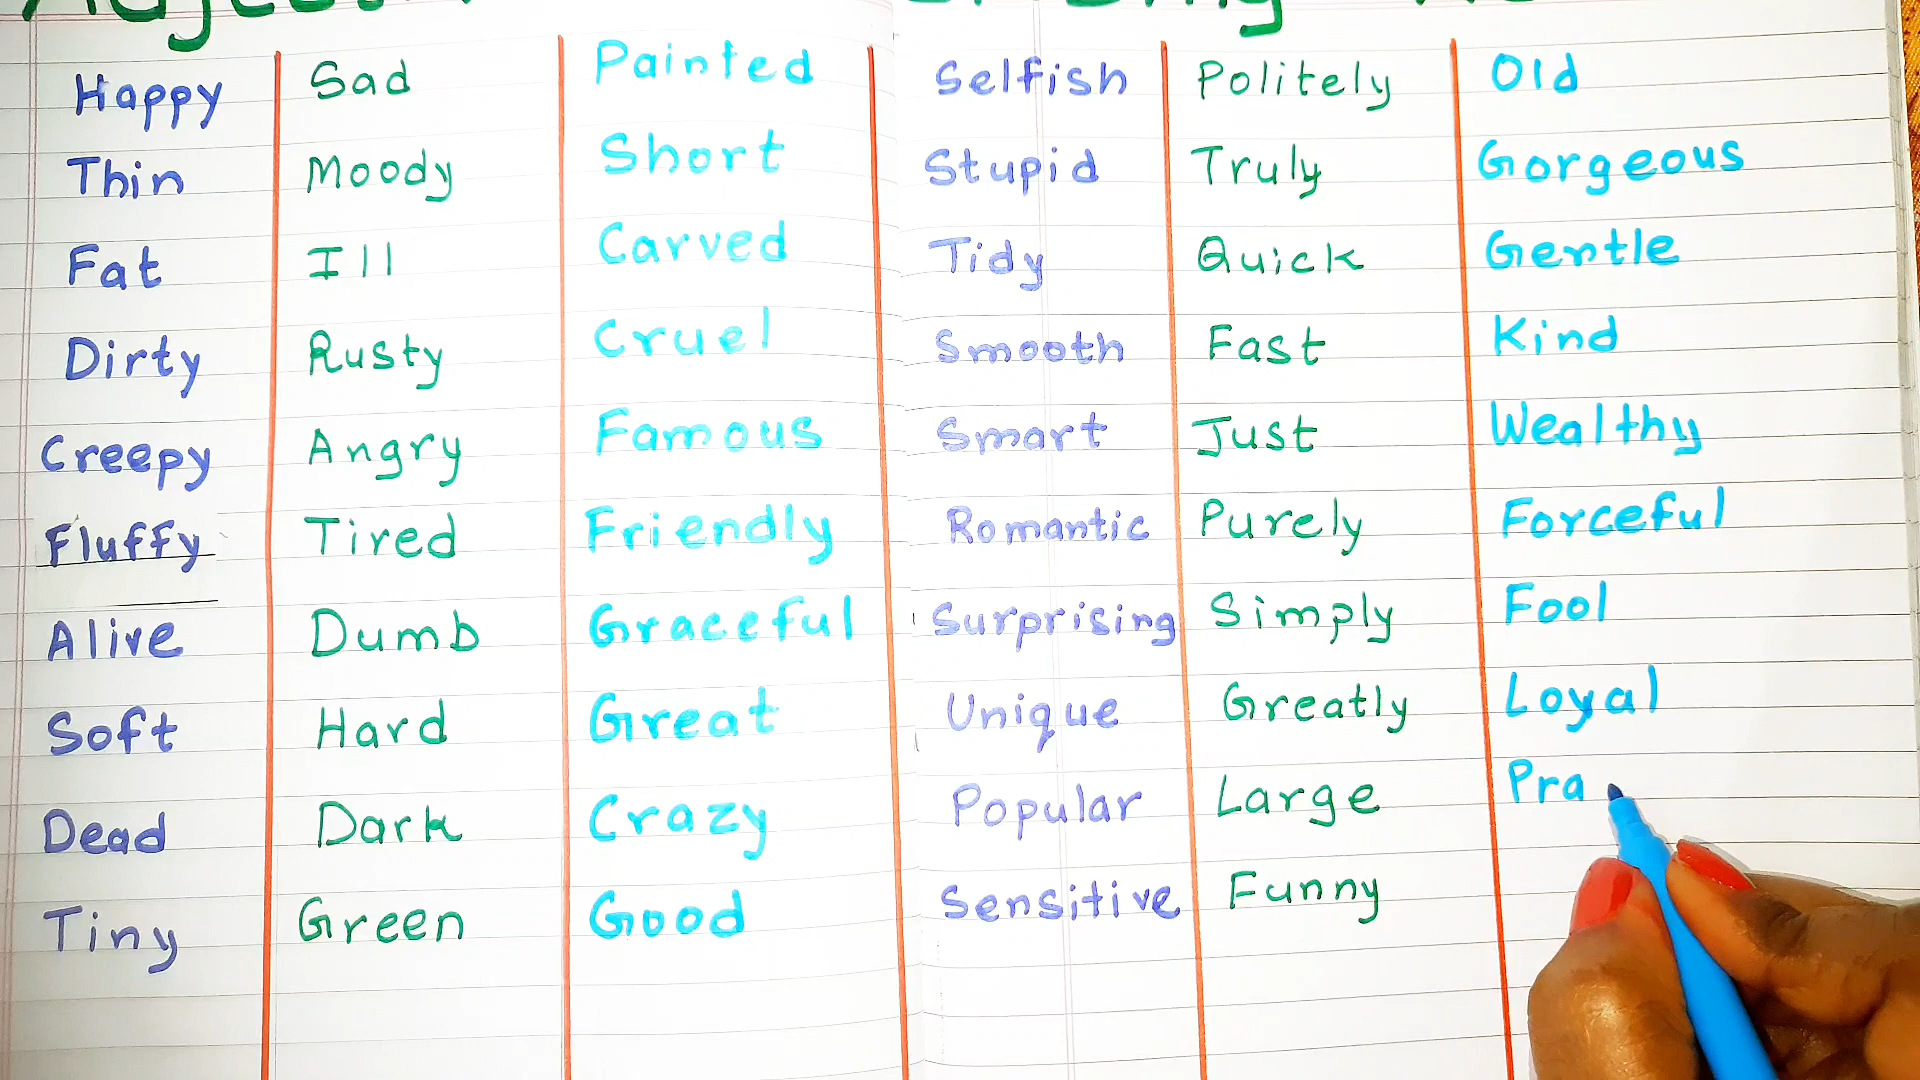 Happy Sad Painted Selfish Politely Old
Thin Moody Short Stupid Truly Gorgeous
Fat Ill Carved Tidy Quick Gentle
Dirty Rusty Cruel Smooth Fast Kind
Creepy Angry Famous Smart Just Wealthy
Fluffy Tired Friendly Romantic Purely Forceful
Alive Dumb Graceful Surprising Simply Fool
Soft Hard Great Unique Greatly Loyal
Dead Dark Crazy Popular Large Pra
Tiny Green Good Sensitive Funny